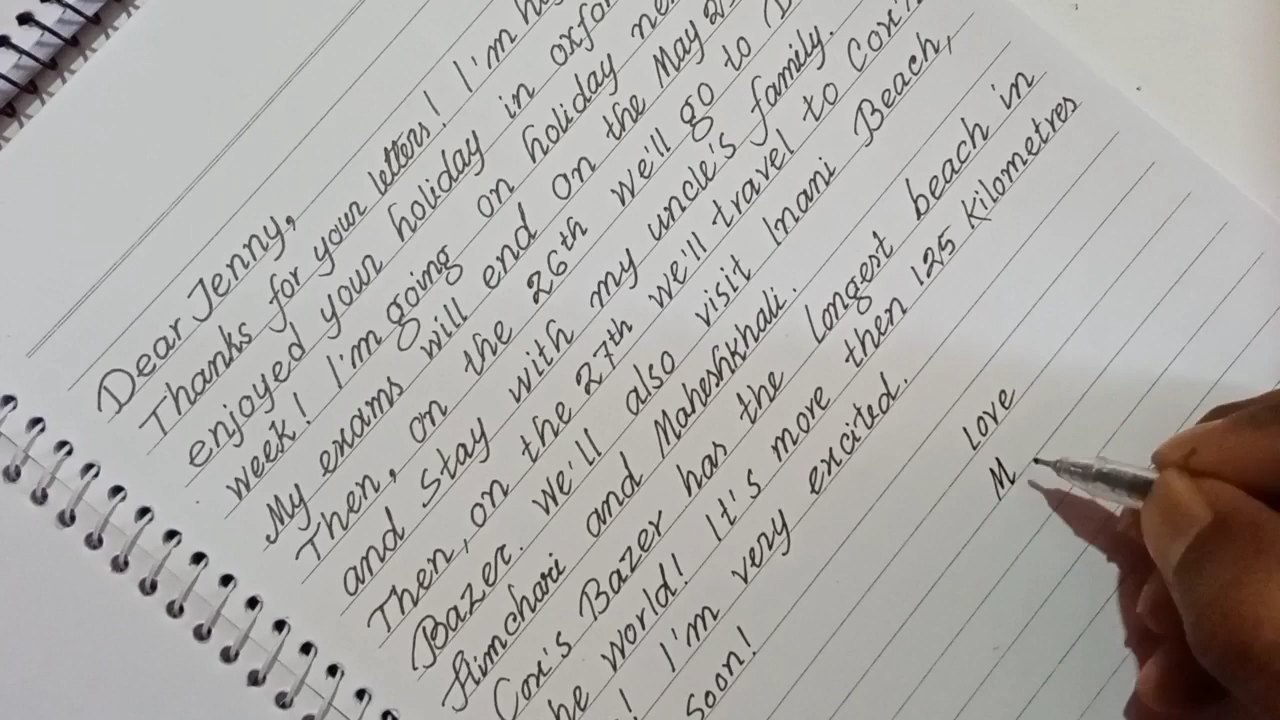 Dear Jenny,
Thanks for your letters! I'm
enjoyed your holiday in
week! I'm going on holiday
My exams will end on the May
Then, on the 26th we'll go to
and stay with my uncle's family.
Then, on the 27th we'll travel to Cox's
Bazer. We'll also visit Inani Beach,
Himchari and Maheshkhali.
Cox's Bazer has the longest beach in
the world! It's more then 125 Kilometres
! I'm very excited.
soon!
Love
M